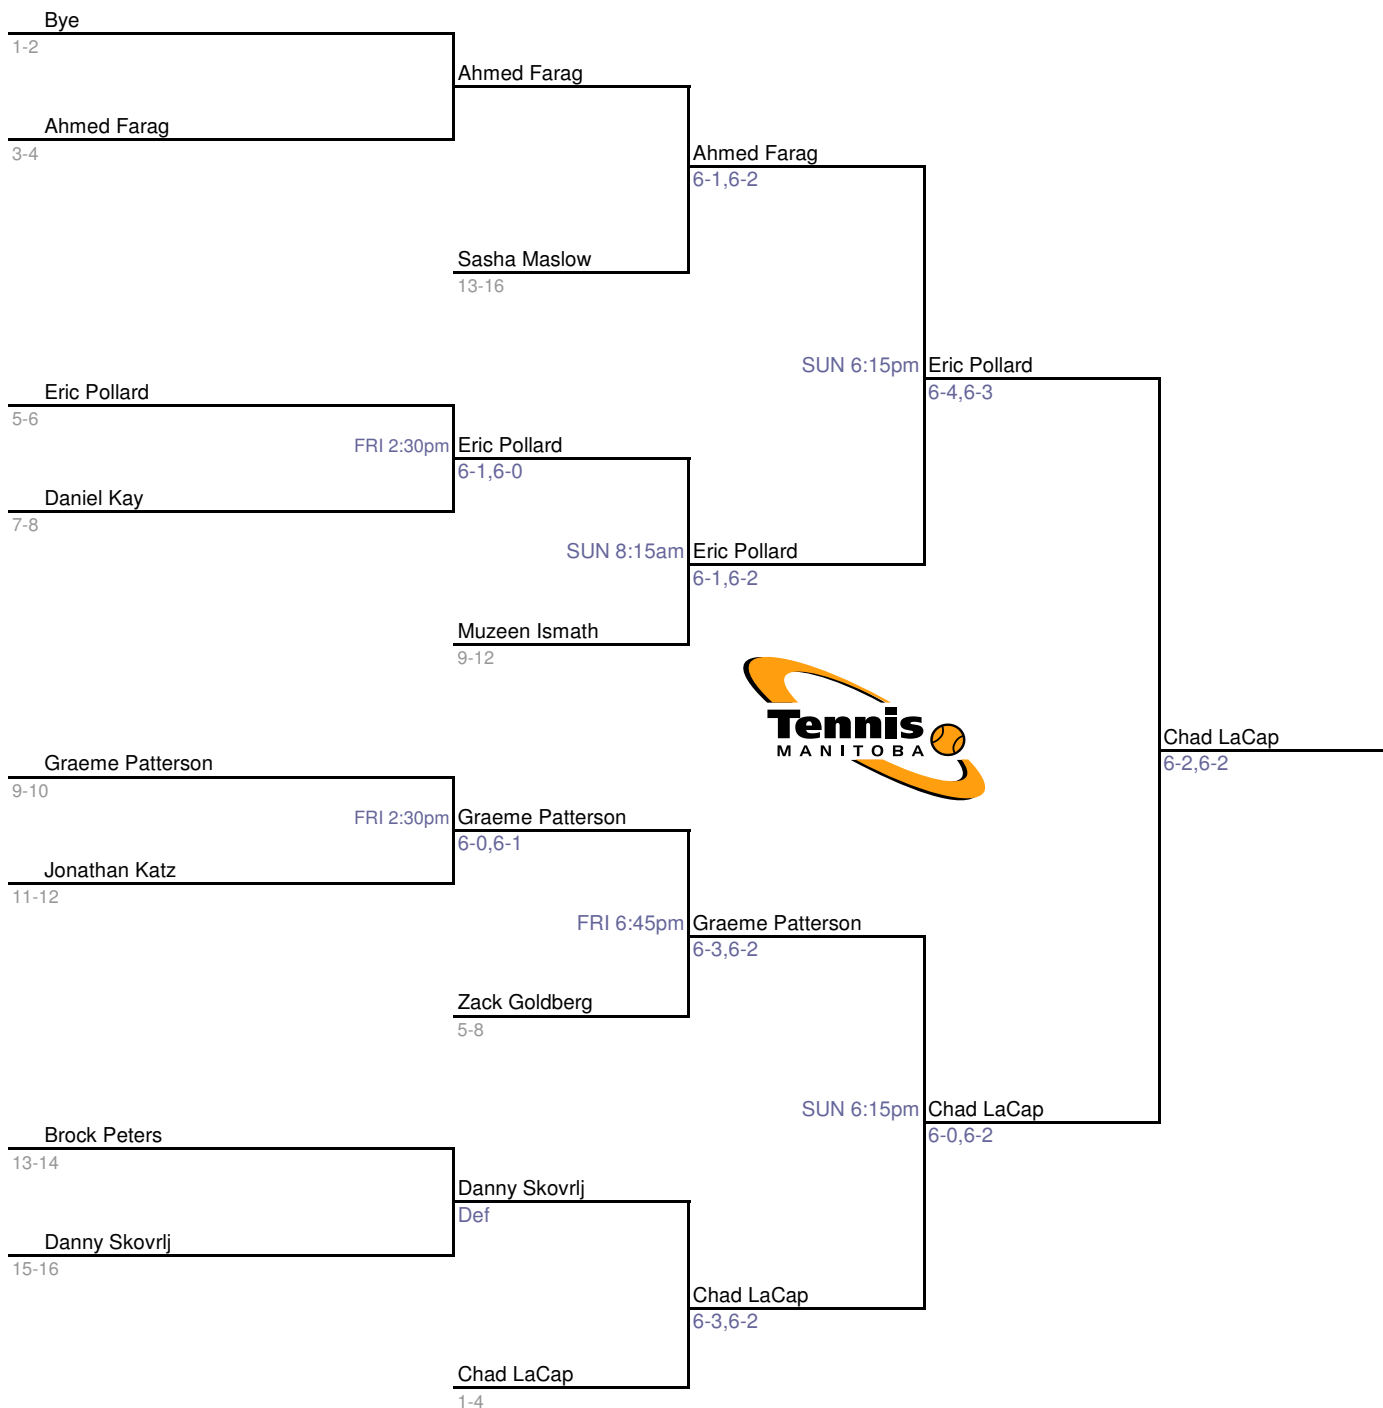 Bye
1-2
Ahmed Farag
Ahmed Farag
3-4
Ahmed Farag
6-1,6-2
Sasha Maslow
13-16
SUN 6:15pm
Eric Pollard
6-4,6-3
Eric Pollard
5-6
FRI 2:30pm
Eric Pollard
6-1,6-0
Daniel Kay
7-8
SUN 8:15am
Eric Pollard
6-1,6-2
Muzeen Ismath
9-12
Tennis
MANITOBA
Chad LaCap
6-2,6-2
Graeme Patterson
9-10
FRI 2:30pm
Graeme Patterson
6-0,6-1
Jonathan Katz
11-12
FRI 6:45pm
Graeme Patterson
6-3,6-2
Zack Goldberg
5-8
SUN 6:15pm
Chad LaCap
6-0,6-2
Brock Peters
13-14
Danny Skovrlj
Def
Danny Skovrlj
15-16
Chad LaCap
6-3,6-2
Chad LaCap
1-4